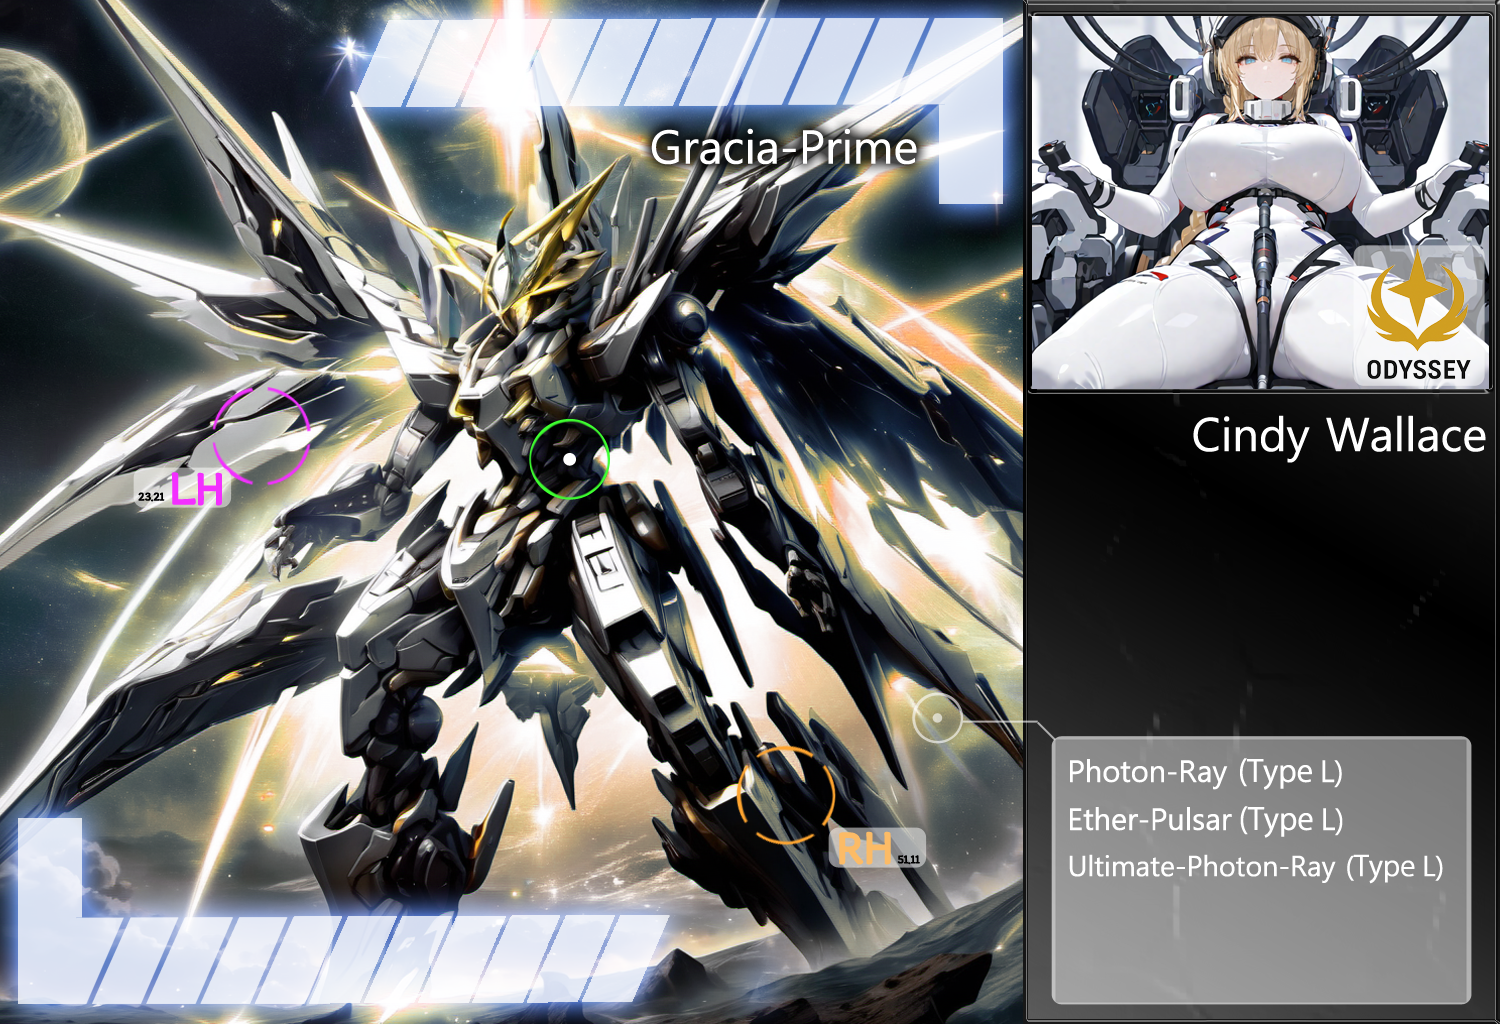 Gracia-Prime
ODYSSEY
Cindy Wallace
23,21 LH
Photon-Ray (Type L)
Ether-Pulsar (Type L)
Ultimate-Photon-Ray (Type L)
RH 51,11